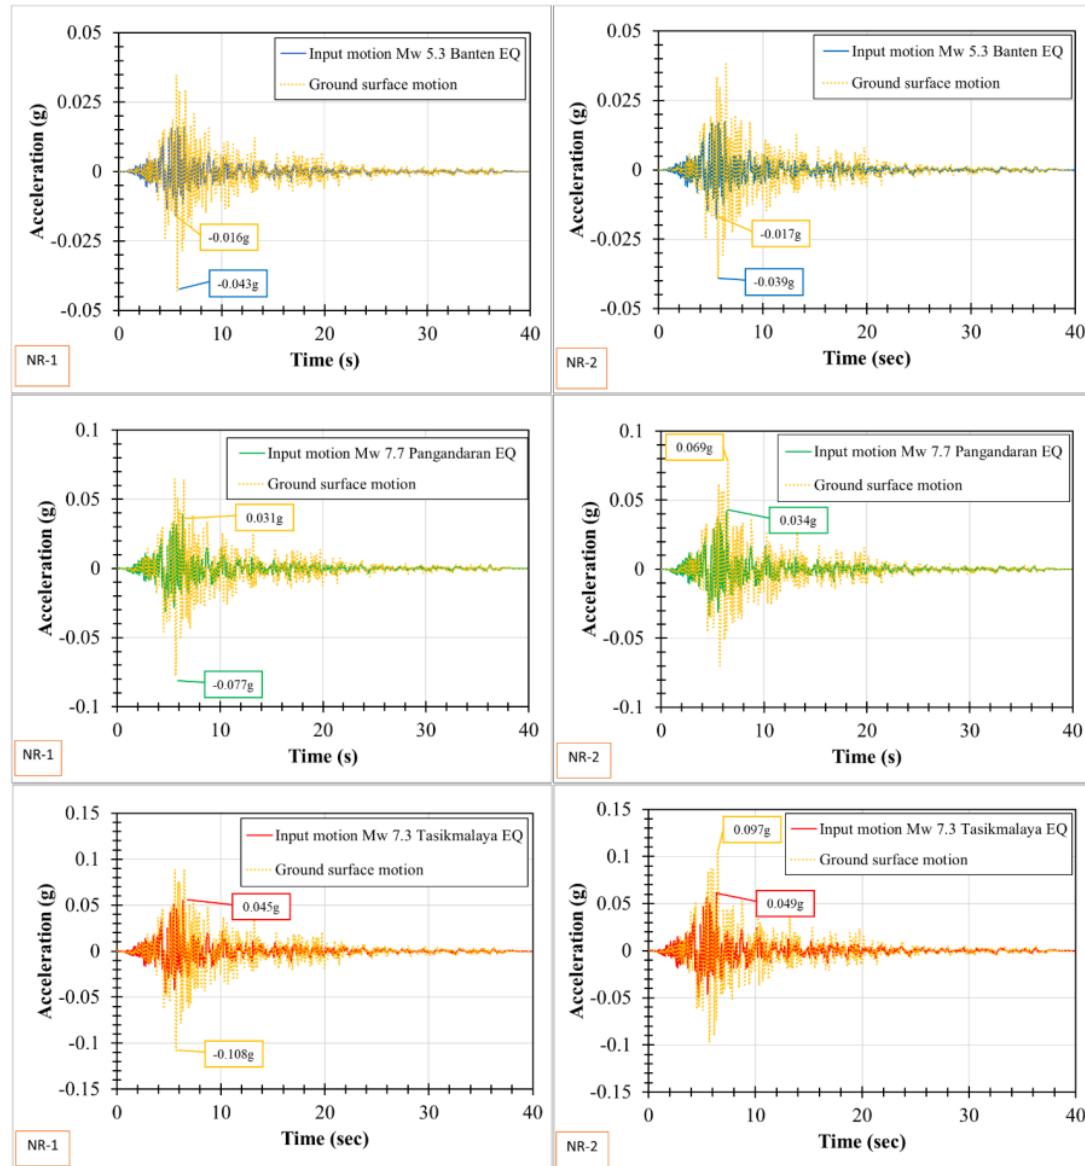 0.05
0.025
0
-0.025
-0.05
Acceleration (g)
Input motion Mw 5.3 Banten EQ
Ground surface motion
-0.016g
-0.043g
0 10 20 30 40
Time (s)
NR-1
0.05
0.025
0
-0.025
-0.05
Acceleration (g)
Input motion Mw 5.3 Banten EQ
Ground surface motion
-0.017g
-0.039g
0 10 20 30 40
Time (sec)
NR-2
0.1
0.05
0
-0.05
-0.1
Acceleration (g)
Input motion Mw 7.7 Pangandaran EQ
Ground surface motion
0.031g
-0.077g
0 10 20 30 40
Time (s)
NR-1
0.1
0.05
0
-0.05
-0.1
Acceleration (g)
Input motion Mw 7.7 Pangandaran EQ
Ground surface motion
0.069g
0.034g
0 10 20 30 40
Time (s)
NR-2
0.15
0.1
0.05
0
-0.05
-0.1
-0.15
Acceleration (g)
Input motion Mw 7.3 Tasikmalaya EQ
Ground surface motion
0.045g
-0.108g
0 10 20 30 40
Time (sec)
NR-1
0.15
0.1
0.05
0
-0.05
-0.1
-0.15
Acceleration (g)
Input motion Mw 7.3 Tasikmalaya EQ
Ground surface motion
0.097g
0.049g
0 10 20 30 40
Time (sec)
NR-2